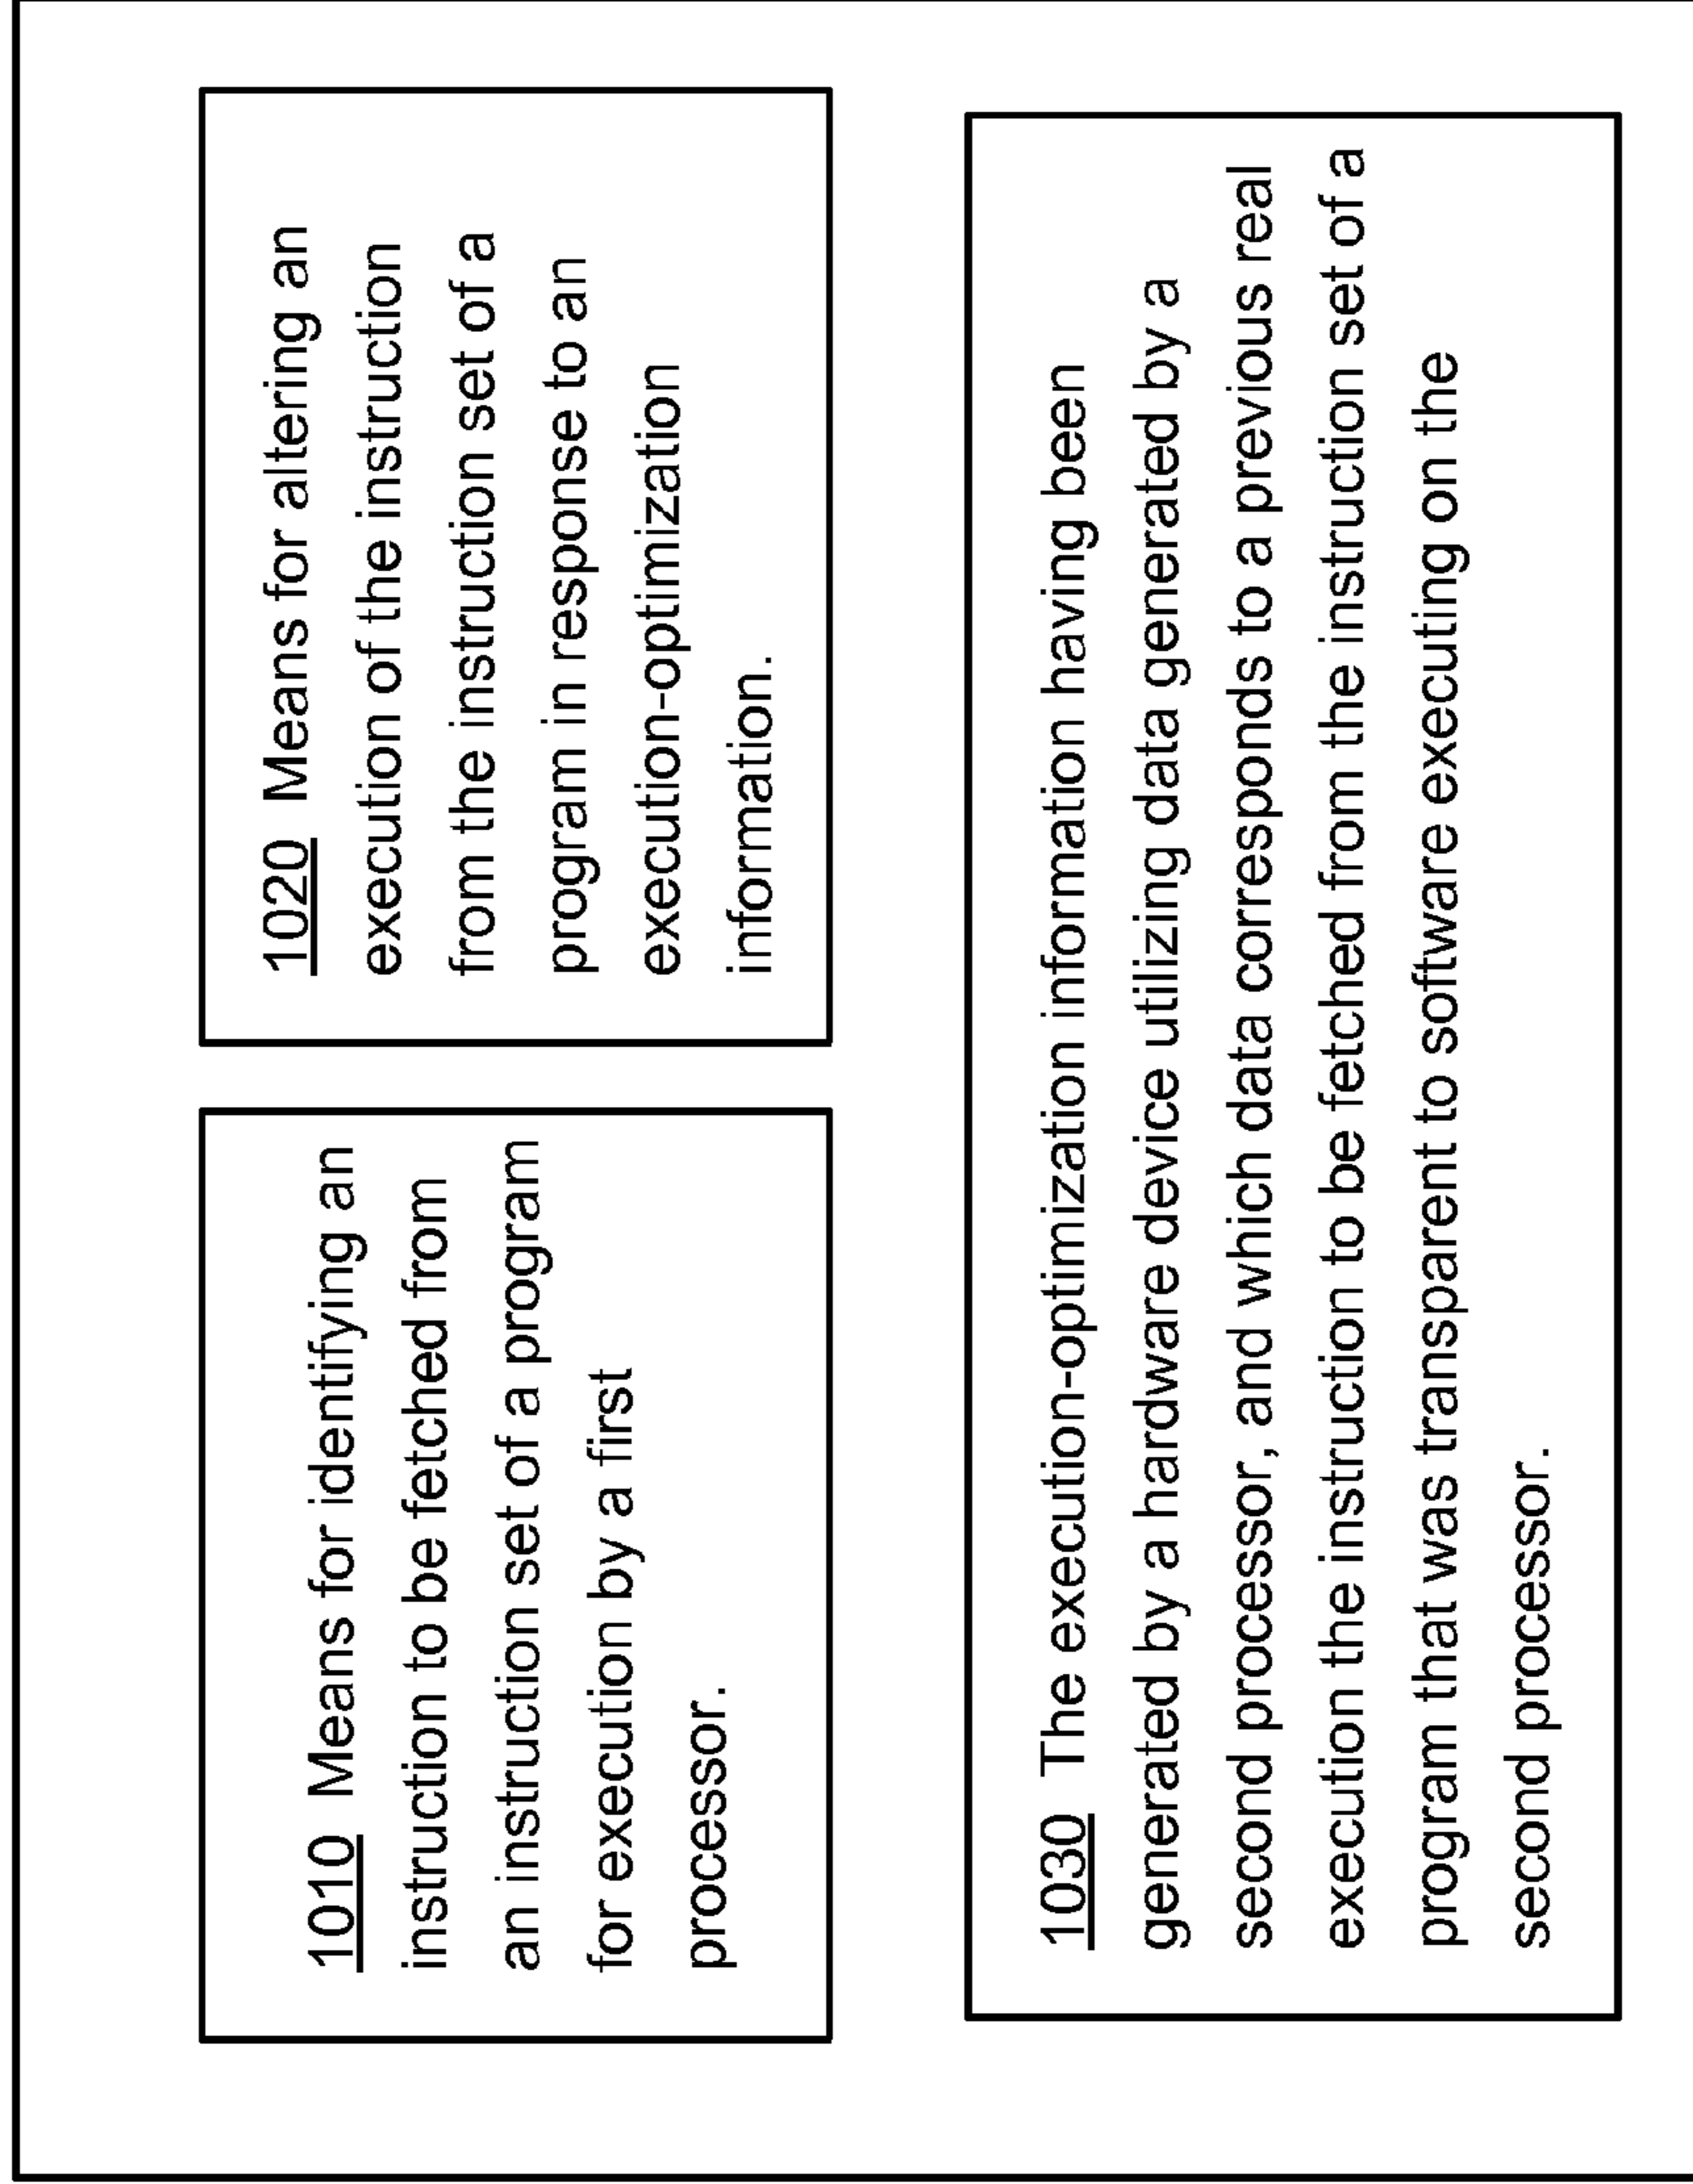 1010 Means for identifying an
instruction to be fetched from
an instruction set of a program
for execution by a first
processor.
1020 Means for altering an
execution of the instruction
from the instruction set of a
program in response to an
execution-optimization
information.
1030 The execution-optimization information having been
generated by a hardware device utilizing data generated by a
second processor, and which data corresponds to a previous real
execution the instruction to be fetched from the instruction set of a
program that was transparent to software executing on the
second processor.